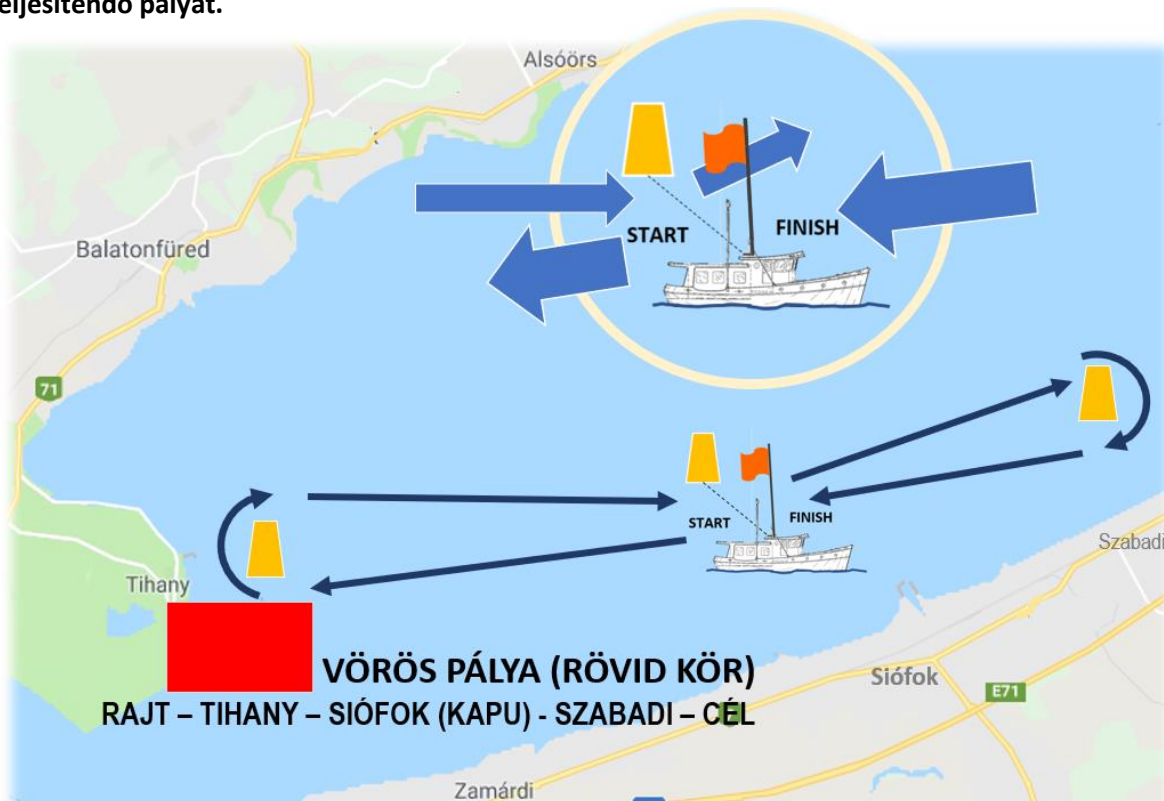 eljesítendő pályát.
Alsóörs
START
FINISH
Balatonfüred
71
START
FINISH
Szabadi
Tihany
VÖRÖS PÁLYA (RÖVID KÖR)
Siófok
E71
RAJT – TIHANY – SIÓFOK (KAPU) - SZABADI – CÉL
Zamárdi